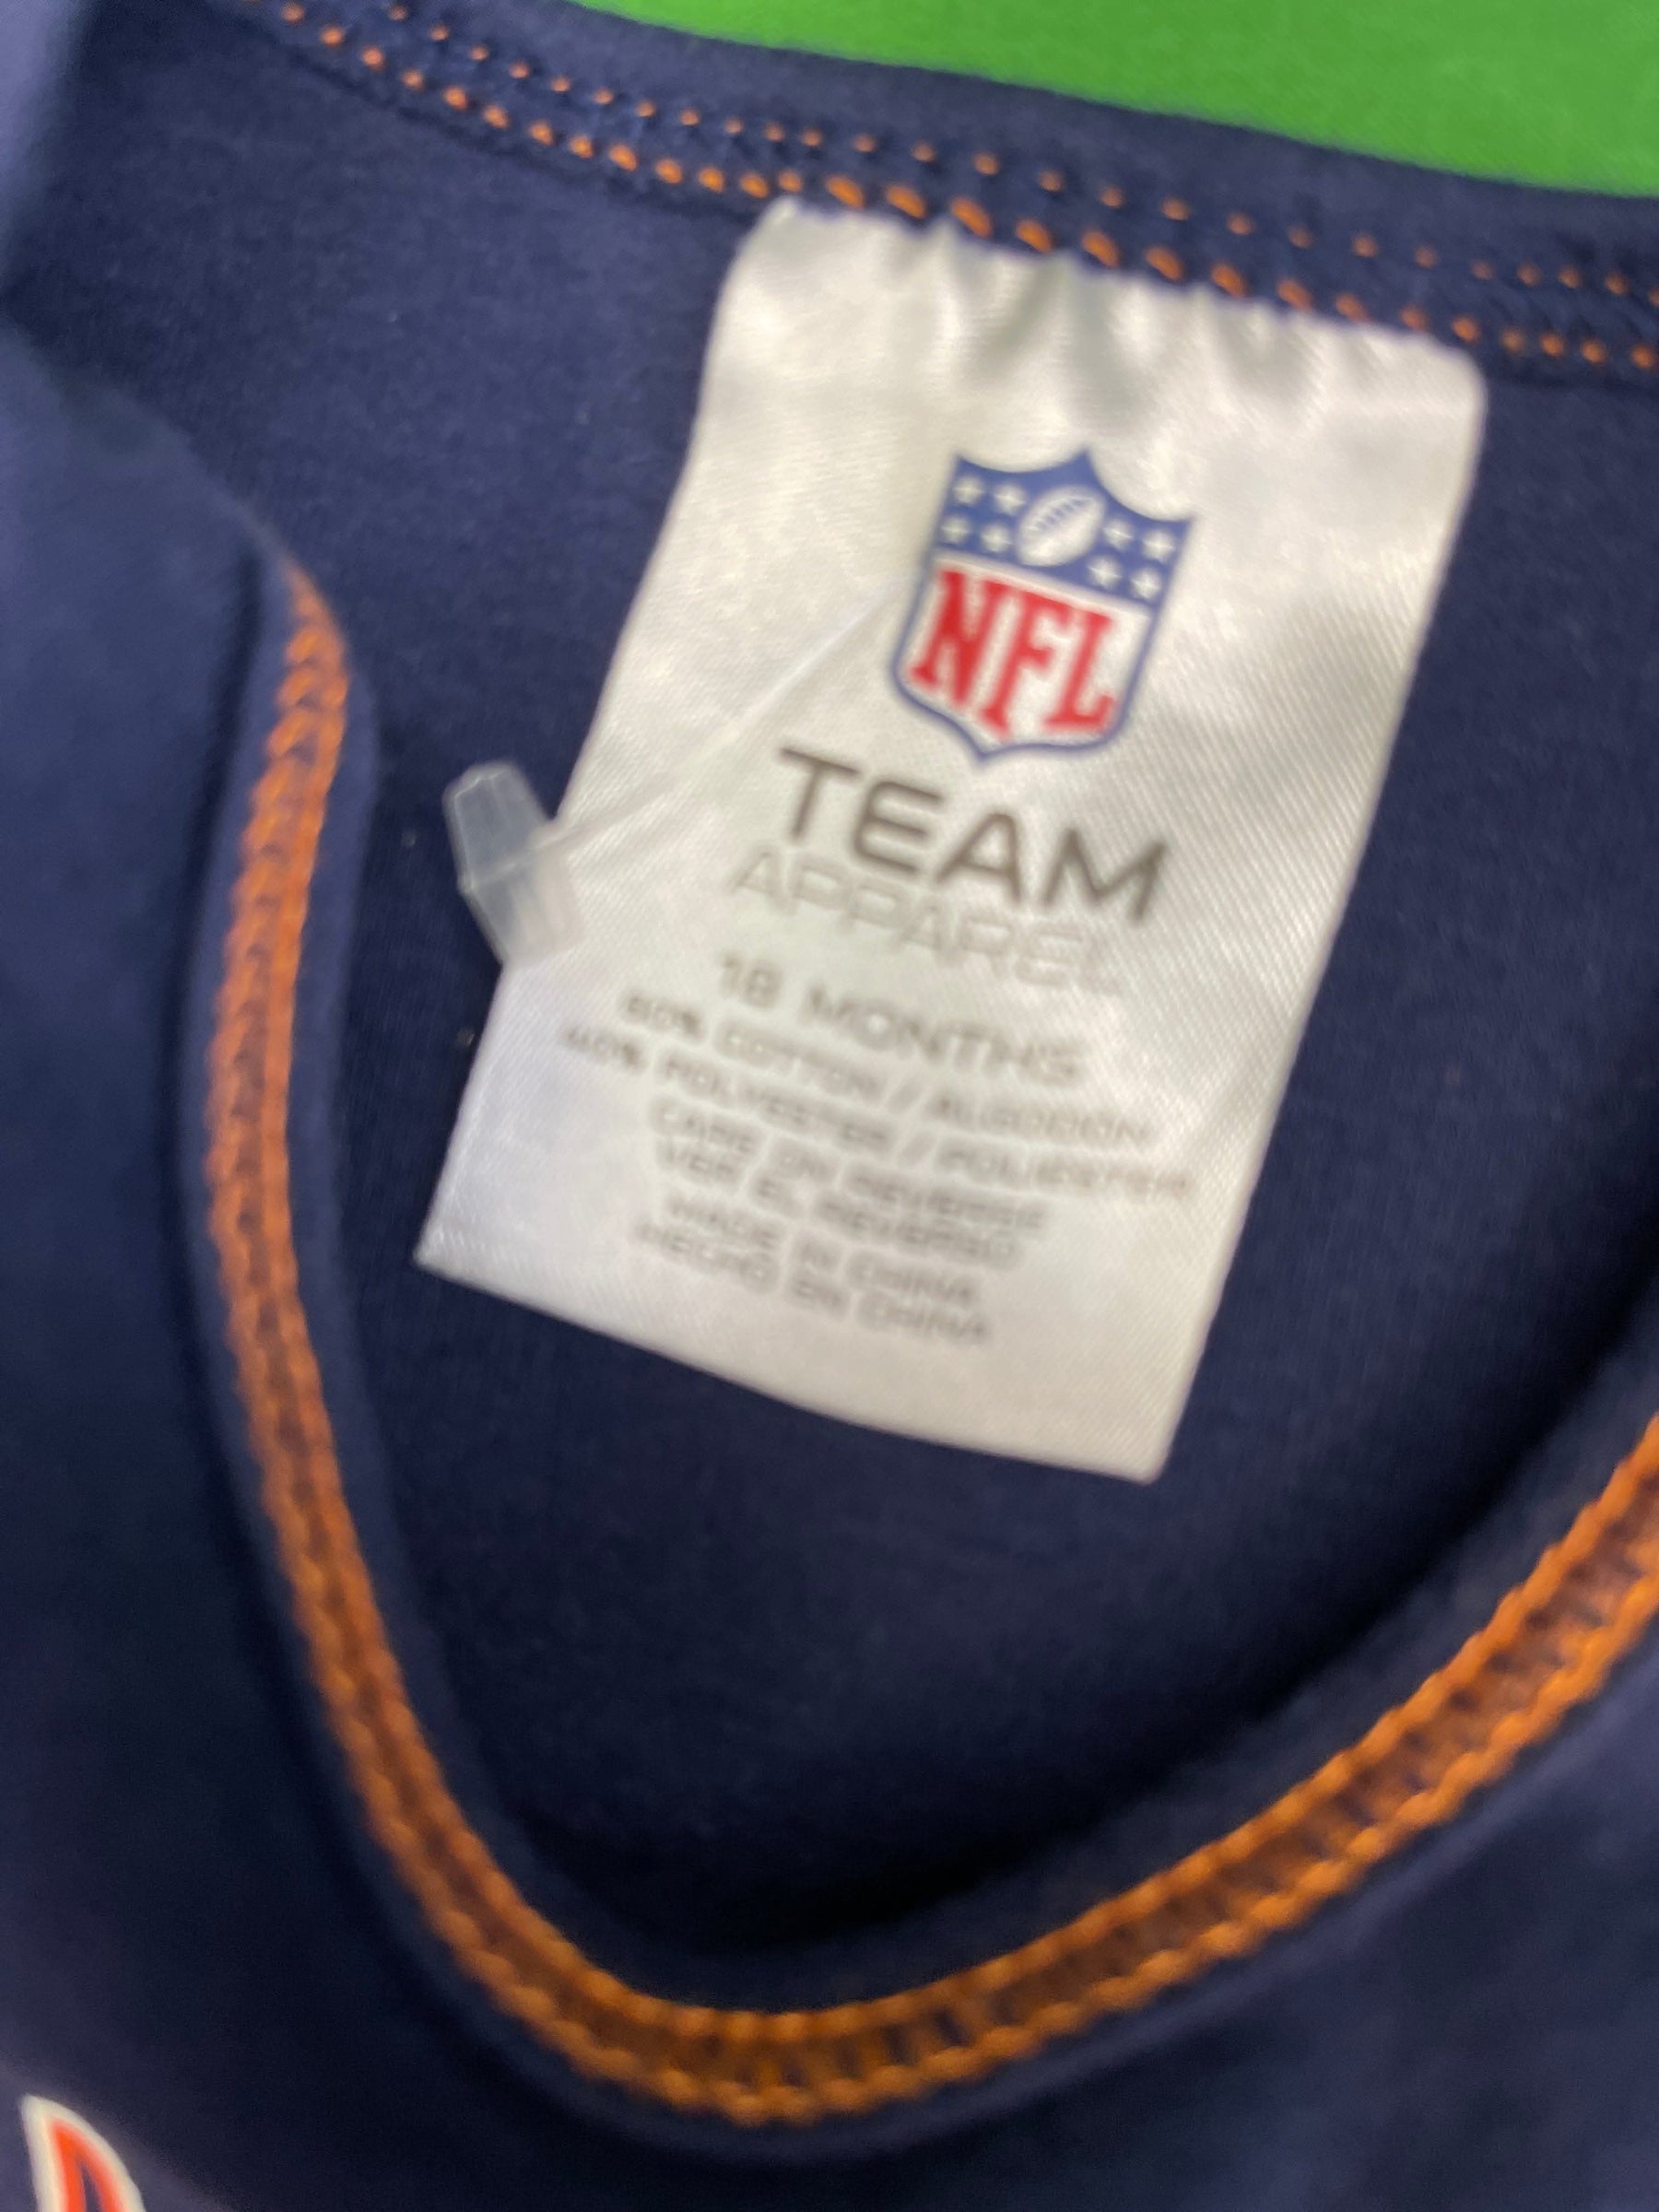 NFL
TEAM
APPAREL
18 MONTHS
60% COTTON / ALGODON
40% POLYESTER / POLIESTER
CARE ON REVERSE
VER EL REVERSO
MADE IN CHINA
HECHO EN CHINA